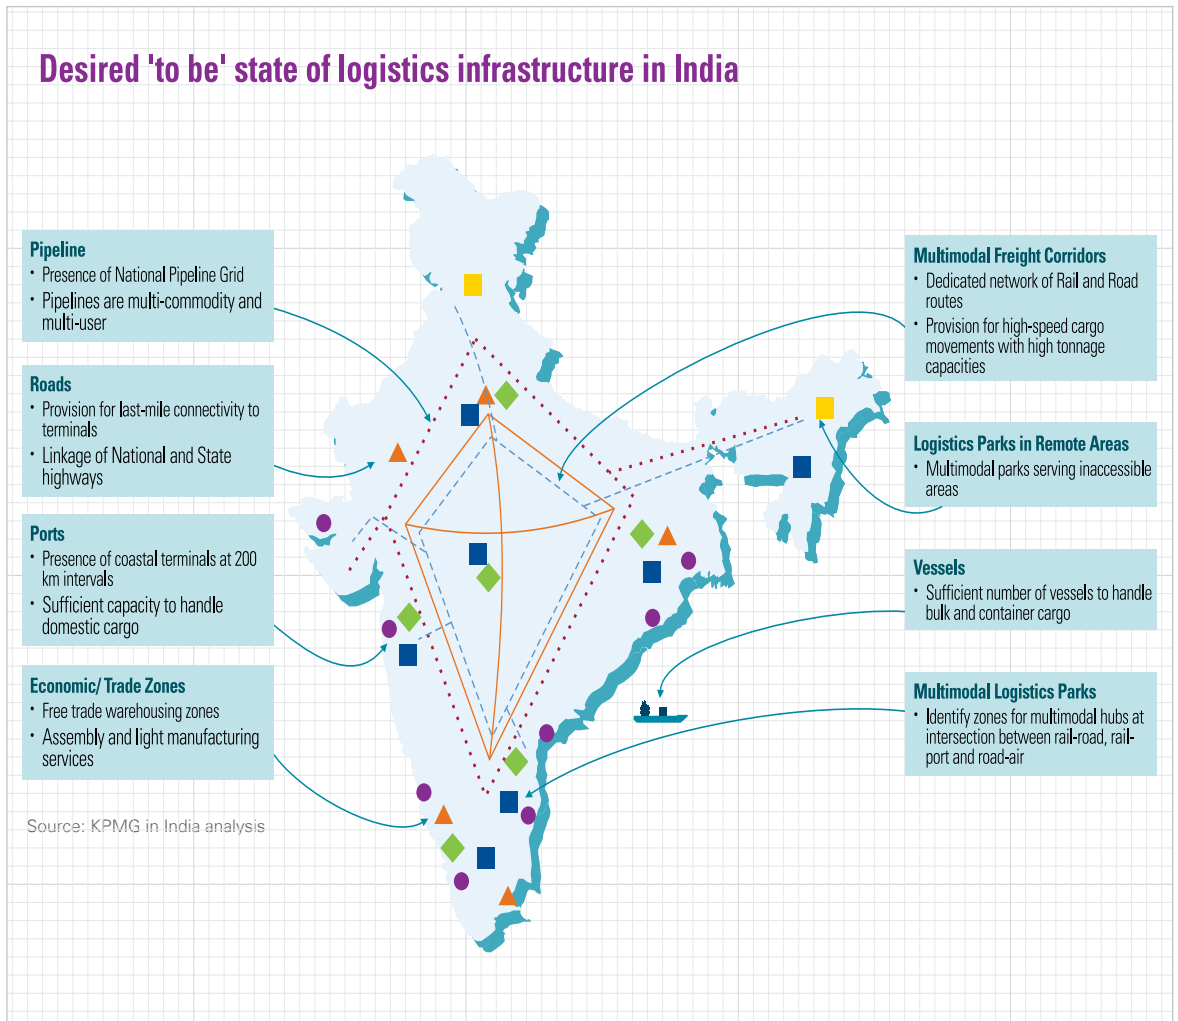 Desired 'to be' state of logistics infrastructure in India
Pipeline
• Presence of National Pipeline Grid
• Pipelines are multi-commodity and
multi-user
Roads
• Provision for last-mile connectivity to
terminals
• Linkage of National and State
highways
Ports
• Presence of coastal terminals at 200
km intervals
• Sufficient capacity to handle
domestic cargo
Economic/ Trade Zones
• Free trade warehousing zones
• Assembly and light manufacturing
services
Source: KPMG in India analysis
Multimodal Freight Corridors
• Dedicated network of Rail and Road
routes
• Provision for high-speed cargo
movements with high tonnage
capacities
Logistics Parks in Remote Areas
• Multimodal parks serving inaccessible
areas
Vessels
• Sufficient number of vessels to handle
bulk and container cargo
Multimodal Logistics Parks
• Identify zones for multimodal hubs at
intersection between rail-road, rail-
port and road-air